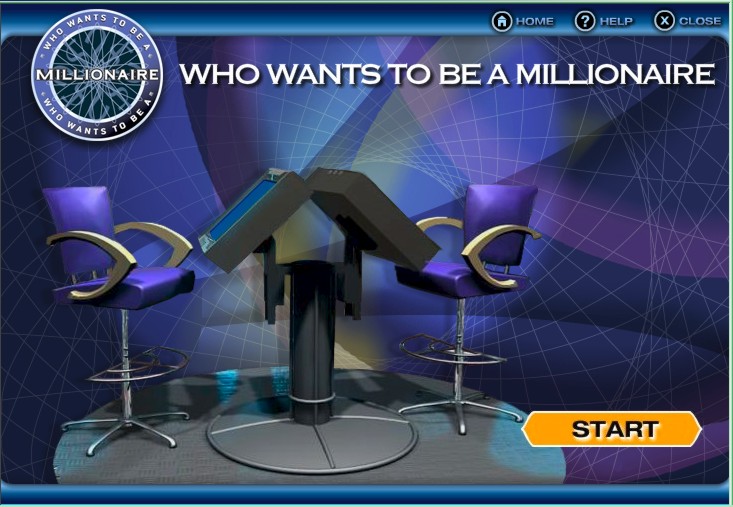 HOME
HELP
X CLOSE
WHO WANTS TO BE A
MILLIONAIRE
WHO WANTS TO BE A
WHO WANTS TO BE A MILLIONAIRE
START